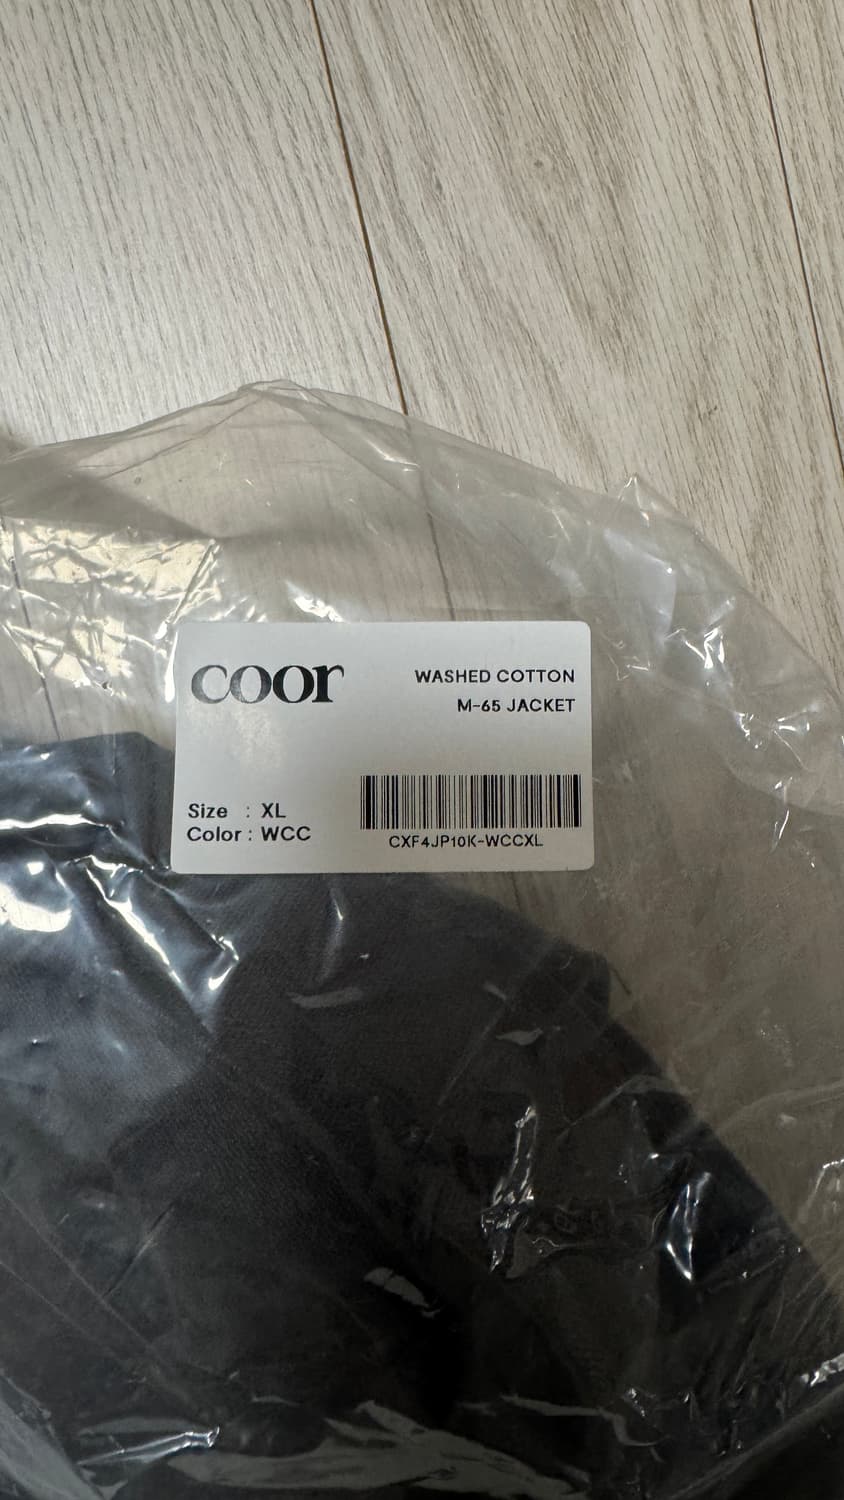 coor
WASHED COTTON
M-65 JACKET
Size : XL
Color : WCC
CXF4JP10K-WCCXL